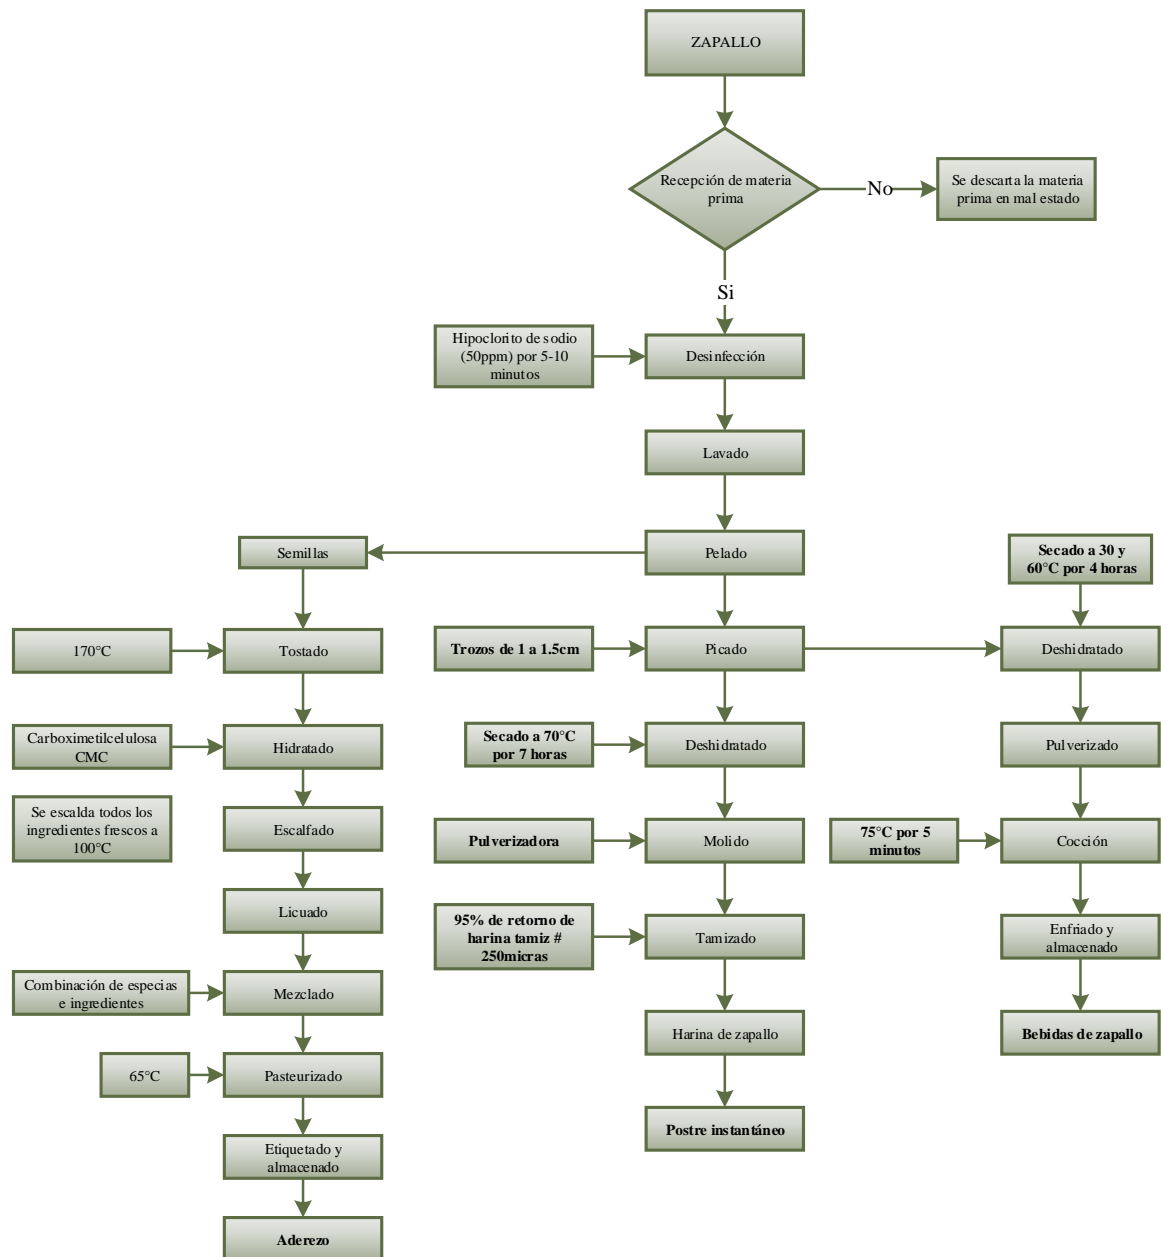 ZAPALLO
Recepción de materia
prima
No
Se descarta la materia
prima en mal estado
Si
Hipoclorito de sodio
(50ppm) por 5-10
minutos
Desinfección
Lavado
Semillas
Pelado
Secado a 30 y
60°C por 4 horas
170°C
Tostado
Trozos de 1 a 1.5cm
Picado
Deshidratado
Carboximetilcelulosa
CMC
Hidratado
Secado a 70°C
por 7 horas
Deshidratado
Pulverizado
Se escalda todos los
ingredientes frescos a
100°C
Escalfado
Pulverizadora
Molido
75°C por 5
minutos
Cocción
Licuado
95% de retorno de
harina tamiz #
250micras
Tamizado
Enfriado y
almacenado
Combinación de especias
e ingredientes
Mezclado
Harina de zapallo
Bebidas de zapallo
65°C
Pasteurizado
Postre instantáneo
Etiquetado y
almacenado
Aderezo